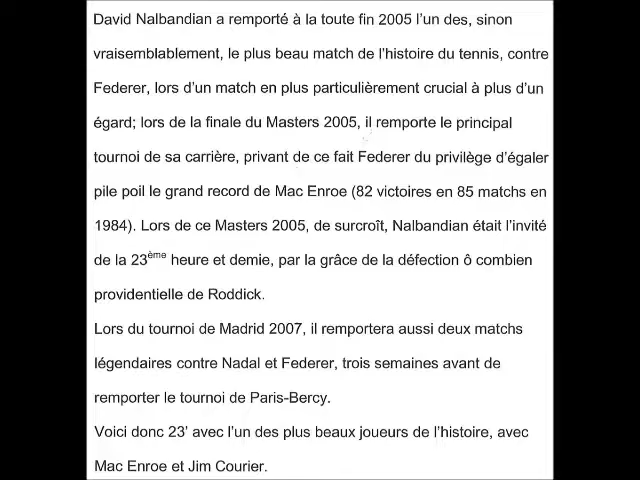 David Nalbandian a remporté à la toute fin 2005 l'un des, sinon
vraisemblablement, le plus beau match de l'histoire du tennis, contre
Federer, lors d'un match en plus particulièrement crucial à plus d'un
égard; lors de la finale du Masters 2005, il remporte le principal
tournoi de sa carrière, privant de ce fait Federer du privilège d'égaler
pile poil le grand record de Mac Enroe (82 victoires en 85 matchs en
1984). Lors de ce Masters 2005, de surcroît, Nalbandian était l'invité
de la 23ème heure et demie, par la grâce de la défection ô combien
providentielle de Roddick.
Lors du tournoi de Madrid 2007, il remportera aussi deux matchs
légendaires contre Nadal et Federer, trois semaines avant de
remporter le tournoi de Paris-Bercy.
Voici donc 23' avec l'un des plus beaux joueurs de l'histoire, avec
Mac Enroe et Jim Courier.